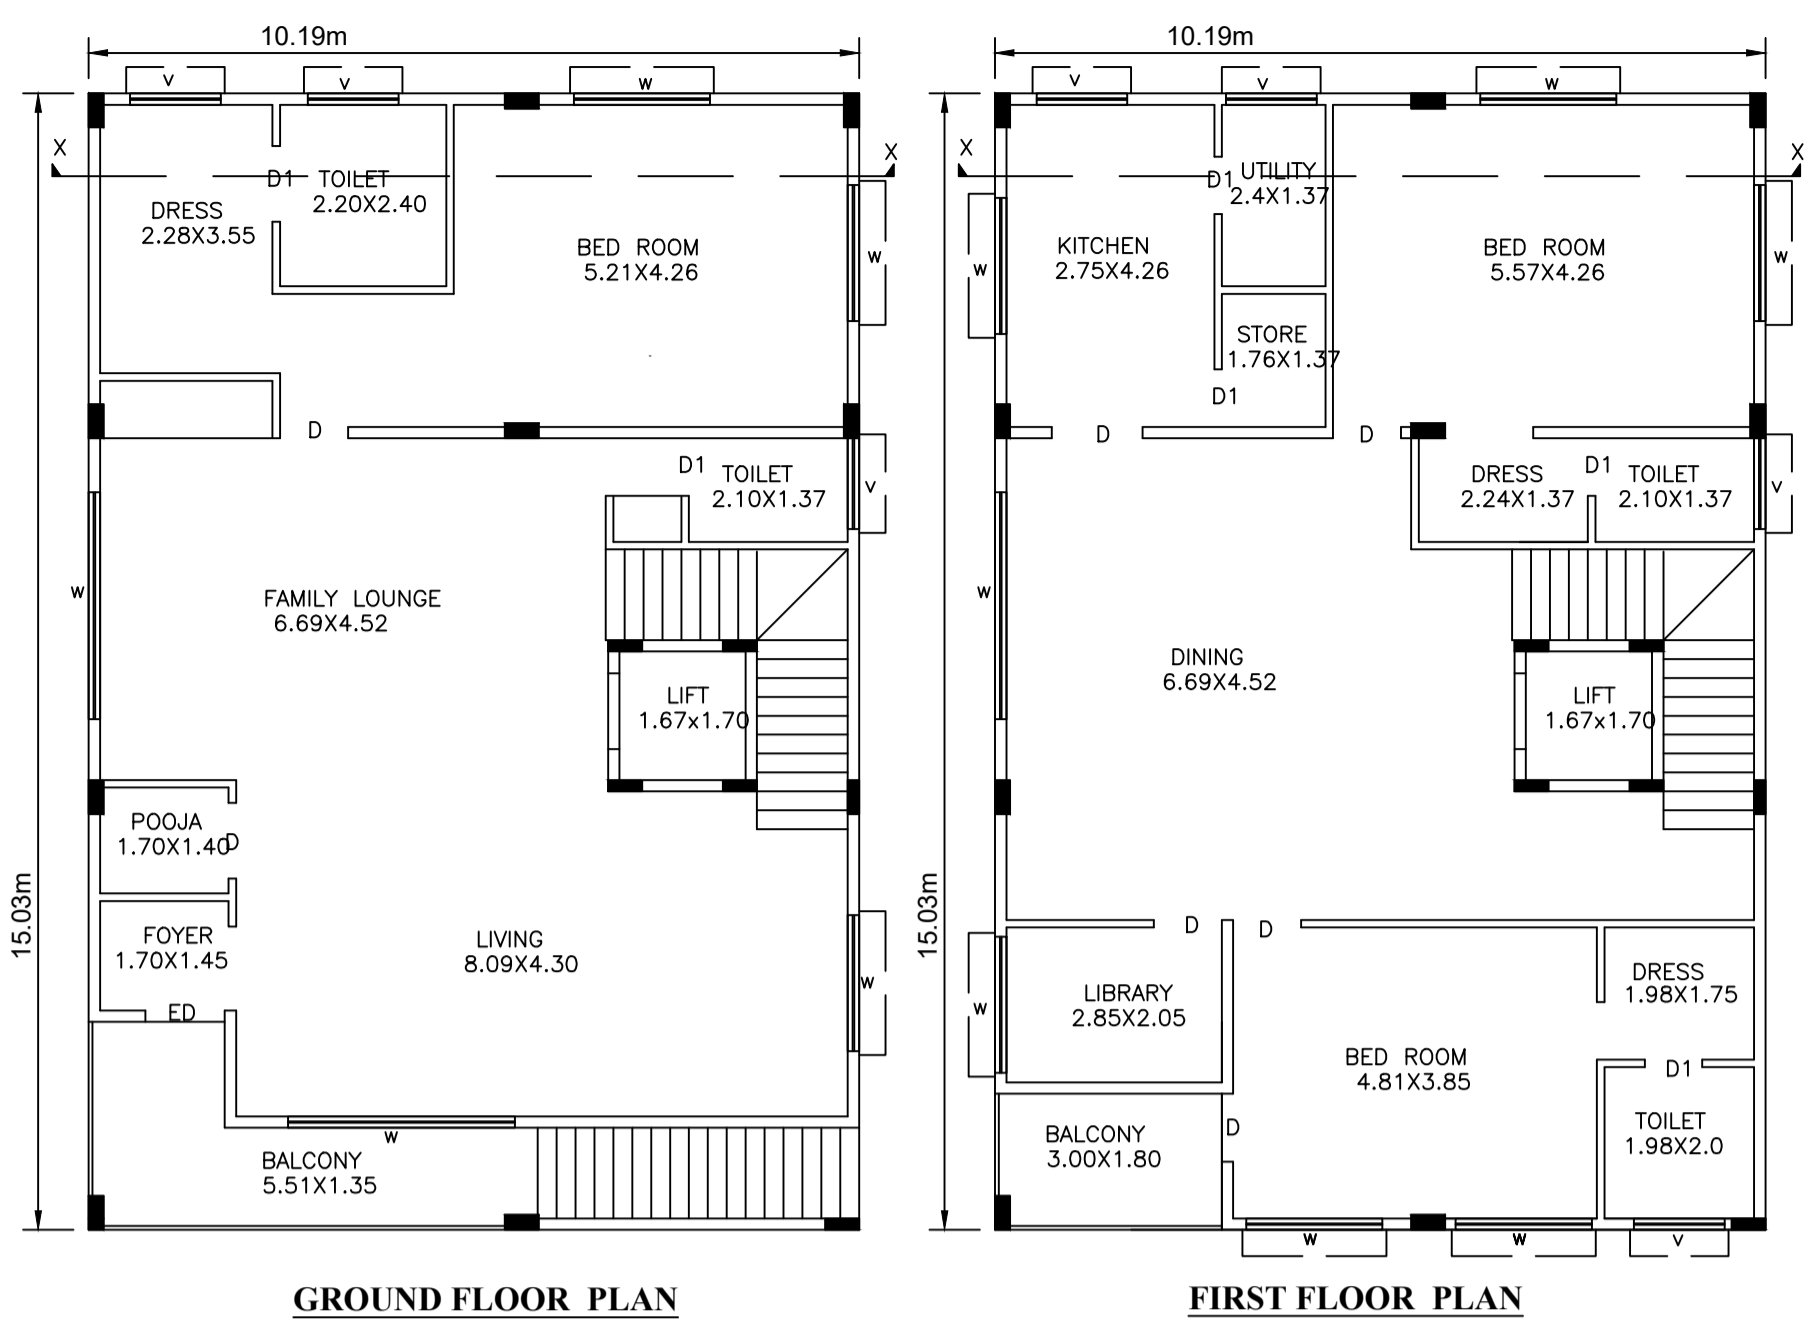 10.19m
V
V
W
X
X
D1
TOILET
2.20X2.40
DRESS
2.28X3.55
BED ROOM
5.21X4.26
W
D
D1
TOILET
2.10X1.37
V
W
FAMILY LOUNGE
6.69X4.52
LIFT
1.67x1.70
POOJA
1.70X1.40
D
15.03m
FOYER
1.70X1.45
LIVING
8.09X4.30
W
ED
W
BALCONY
5.51X1.35
GROUND FLOOR PLAN
10.19m
V
V
W
X
X
D1
UTILITY
2.4X1.37
KITCHEN
2.75X4.26
BED ROOM
5.57X4.26
W
W
STORE
1.76X1.37
D1
D
D
DRESS
2.24X1.37
D1
TOILET
2.10X1.37
V
W
DINING
6.69X4.52
LIFT
1.67x1.70
15.03m
D
D
LIBRARY
2.85X2.05
W
DRESS
1.98X1.75
BED ROOM
4.81X3.85
D1
BALCONY
3.00X1.80
D
TOILET
1.98X2.0
W
W
V
FIRST FLOOR PLAN